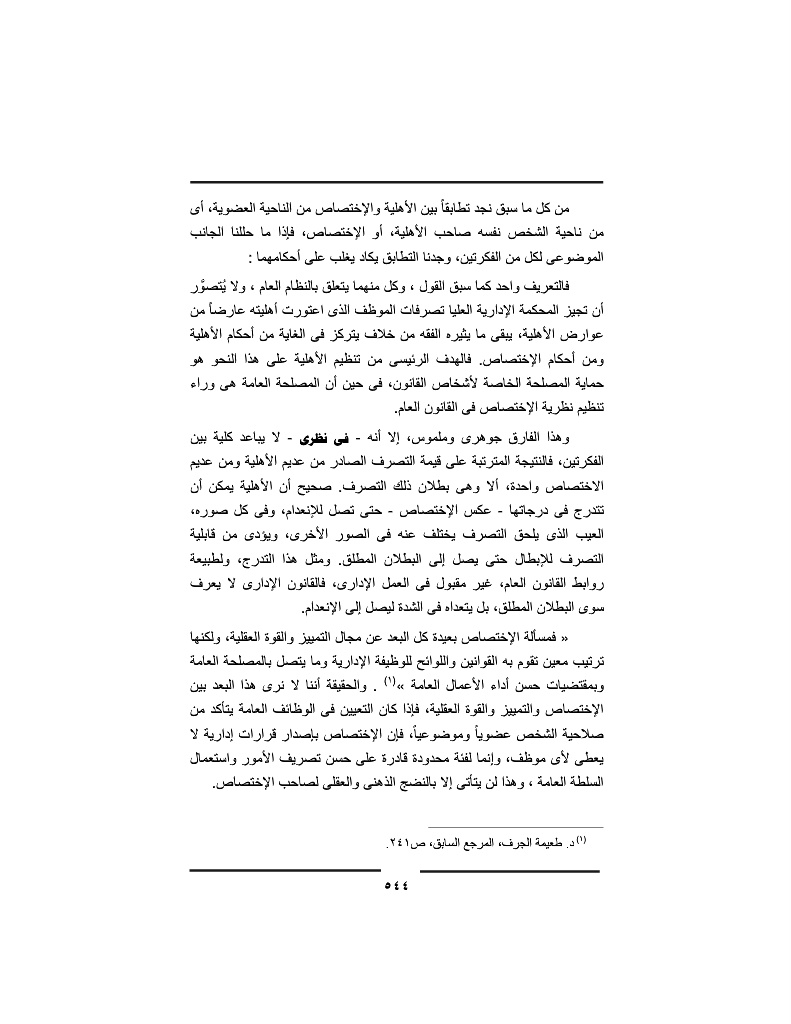 من كل ما سبق نجد تطابقاً بين الأهلية والإختصاص من الناحية العضوية، أى
من ناحية الشخص نفسه صاحب الأهلية، أو الإختصاص، فإذا ما حللنا الجانب
الموضوعى لكل من الفكرتين، وجدنا التطابق يكاد يغلب على أحكامهما :
فالتعريف واحد كما سبق القول ، وكل منهما يتعلق بالنظام العام ، ولا يُتصوَّر
أن تجيز المحكمة الإدارية العليا تصرفات الموظف الذى اعتورت أهليته عارضاً من
عوارض الأهلية، يبقى ما يثيره الفقه من خلاف يتركز فى الغاية من أحكام الأهلية
ومن أحكام الإختصاص. فالهدف الرئيسى من تنظيم الأهلية على هذا النحو هو
حماية المصلحة الخاصة لأشخاص القانون، فى حين أن المصلحة العامة هى وراء
تنظيم نظرية الإختصاص فى القانون العام.
وهذا الفارق جوهرى وملموس، إلا أنه - فى نظرى - لا يباعد كلية بين
الفكرتين، فالنتيجة المترتبة على قيمة التصرف الصادر من عديم الأهلية ومن عديم
الاختصاص واحدة، ألا وهى بطلان ذلك التصرف. صحيح أن الأهلية يمكن أن
تتدرج فى درجاتها - عكس الإختصاص - حتى تصل للإنعدام، وفى كل صوره،
العيب الذى يلحق التصرف يختلف عنه فى الصور الأخرى، ويؤدى من قابلية
التصرف للإبطال حتى يصل إلى البطلان المطلق. ومثل هذا التدرج، ولطبيعة
روابط القانون العام، غير مقبول فى العمل الإدارى، فالقانون الإدارى لا يعرف
سوى البطلان المطلق، بل يتعداه فى الشدة ليصل إلى الإنعدام.
« فمسألة الإختصاص بعيدة كل البعد عن مجال التمييز والقوة العقلية، ولكنها
ترتيب معين تقوم به القوانين واللوائح للوظيفة الإدارية وما يتصل بالمصلحة العامة
وبمقتضيات حسن أداء الأعمال العامة »(١) . والحقيقة أننا لا نرى هذا البعد بين
الإختصاص والتمييز والقوة العقلية، فإذا كان التعيين فى الوظائف العامة يتأكد من
صلاحية الشخص عضوياً وموضوعياً، فإن الإختصاص بإصدار قرارات إدارية لا
يعطى لأى موظف، وإنما لفئة محدودة قادرة على حسن تصريف الأمور واستعمال
السلطة العامة ، وهذا لن يتأتى إلا بالنضج الذهنى والعقلى لصاحب الإختصاص.
(١) د. طعيمة الجرف، المرجع السابق، ص٢٤١.
٥٤٤